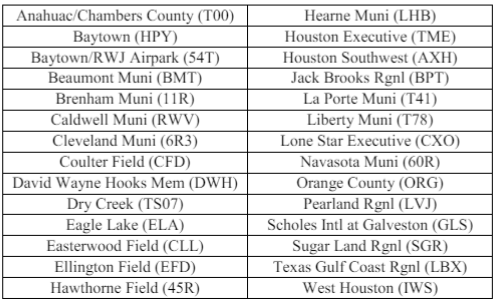 Anahuac/Chambers County (T00) Hearne Muni (LHB)
Baytown (HPY) Houston Executive (TME)
Baytown/RWJ Airpark (54T) Houston Southwest (AXH)
Beaumont Muni (BMT) Jack Brooks Rgnl (BPT)
Brenham Muni (11R) La Porte Muni (T41)
Caldwell Muni (RWV) Liberty Muni (T78)
Cleveland Muni (6R3) Lone Star Executive (CXO)
Coulter Field (CFD) Navasota Muni (60R)
David Wayne Hooks Mem (DWH) Orange County (ORG)
Dry Creek (TS07) Pearland Rgnl (LVJ)
Eagle Lake (ELA) Scholes Intl at Galveston (GLS)
Easterwood Field (CLL) Sugar Land Rgnl (SGR)
Ellington Field (EFD) Texas Gulf Coast Rgnl (LBX)
Hawthorne Field (45R) West Houston (IWS)